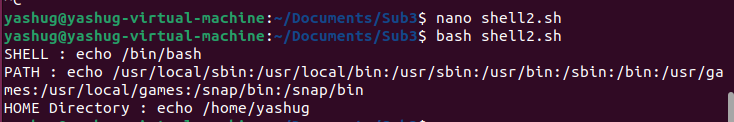 ^C
yashug@yashug-virtual-machine:~/Documents/Sub3$ nano shell2.sh
yashug@yashug-virtual-machine:~/Documents/Sub3$ bash shell2.sh
SHELL : echo /bin/bash
PATH : echo /usr/local/sbin:/usr/local/bin:/usr/sbin:/usr/bin:/sbin:/bin:/usr/ga
mes:/usr/local/games:/snap/bin:/snap/bin
HOME Directory : echo /home/yashug